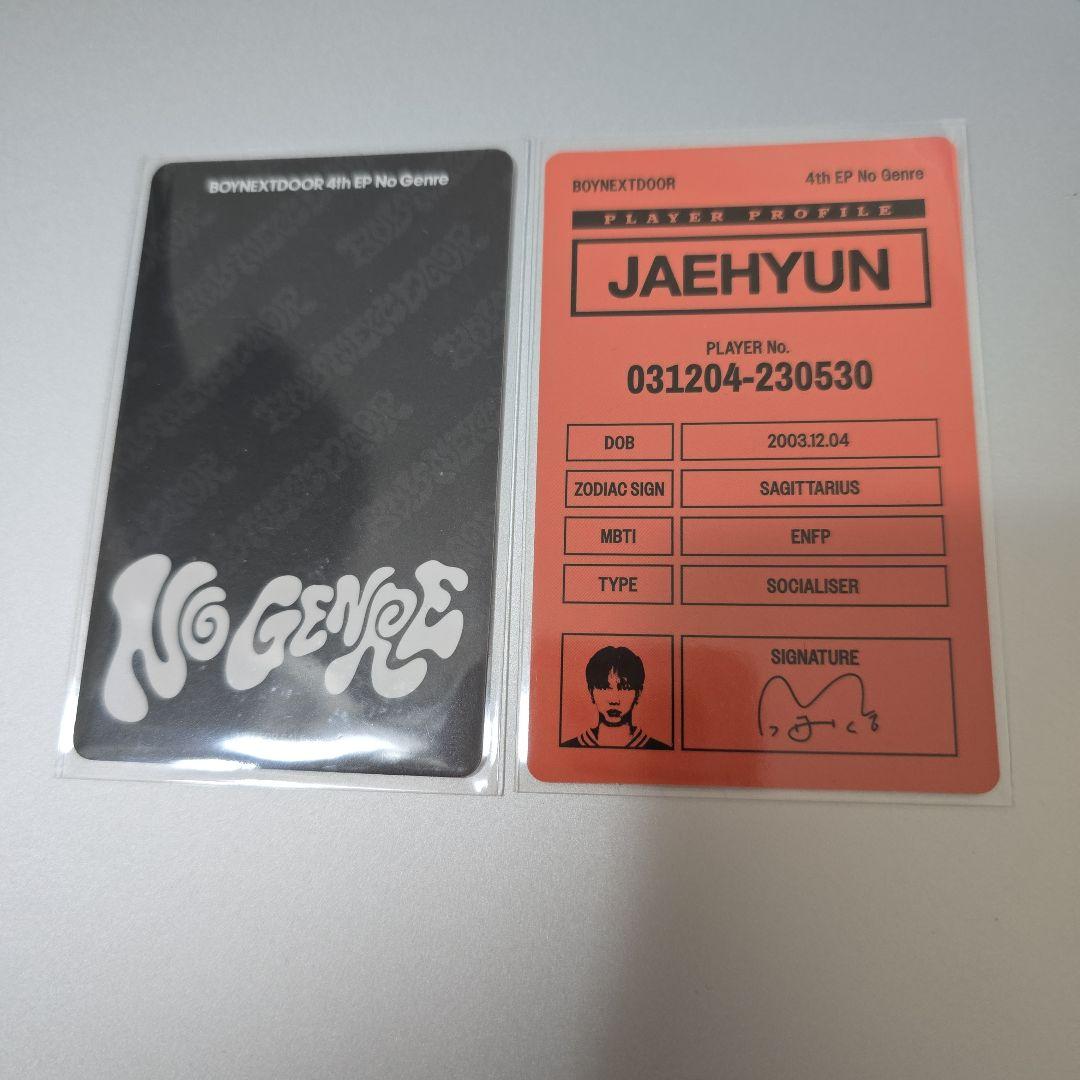 BOYNEXTDOOR 4th EP No Genre
NO GENRE
BOYNEXTDOOR
4th EP No Genre
PLAYER PROFILE
JAEHYUN
PLAYER No.
031204-230530
DOB
2003.12.04
ZODIAC SIGN
SAGITTARIUS
MBTI
ENFP
TYPE
SOCIALISER
SIGNATURE